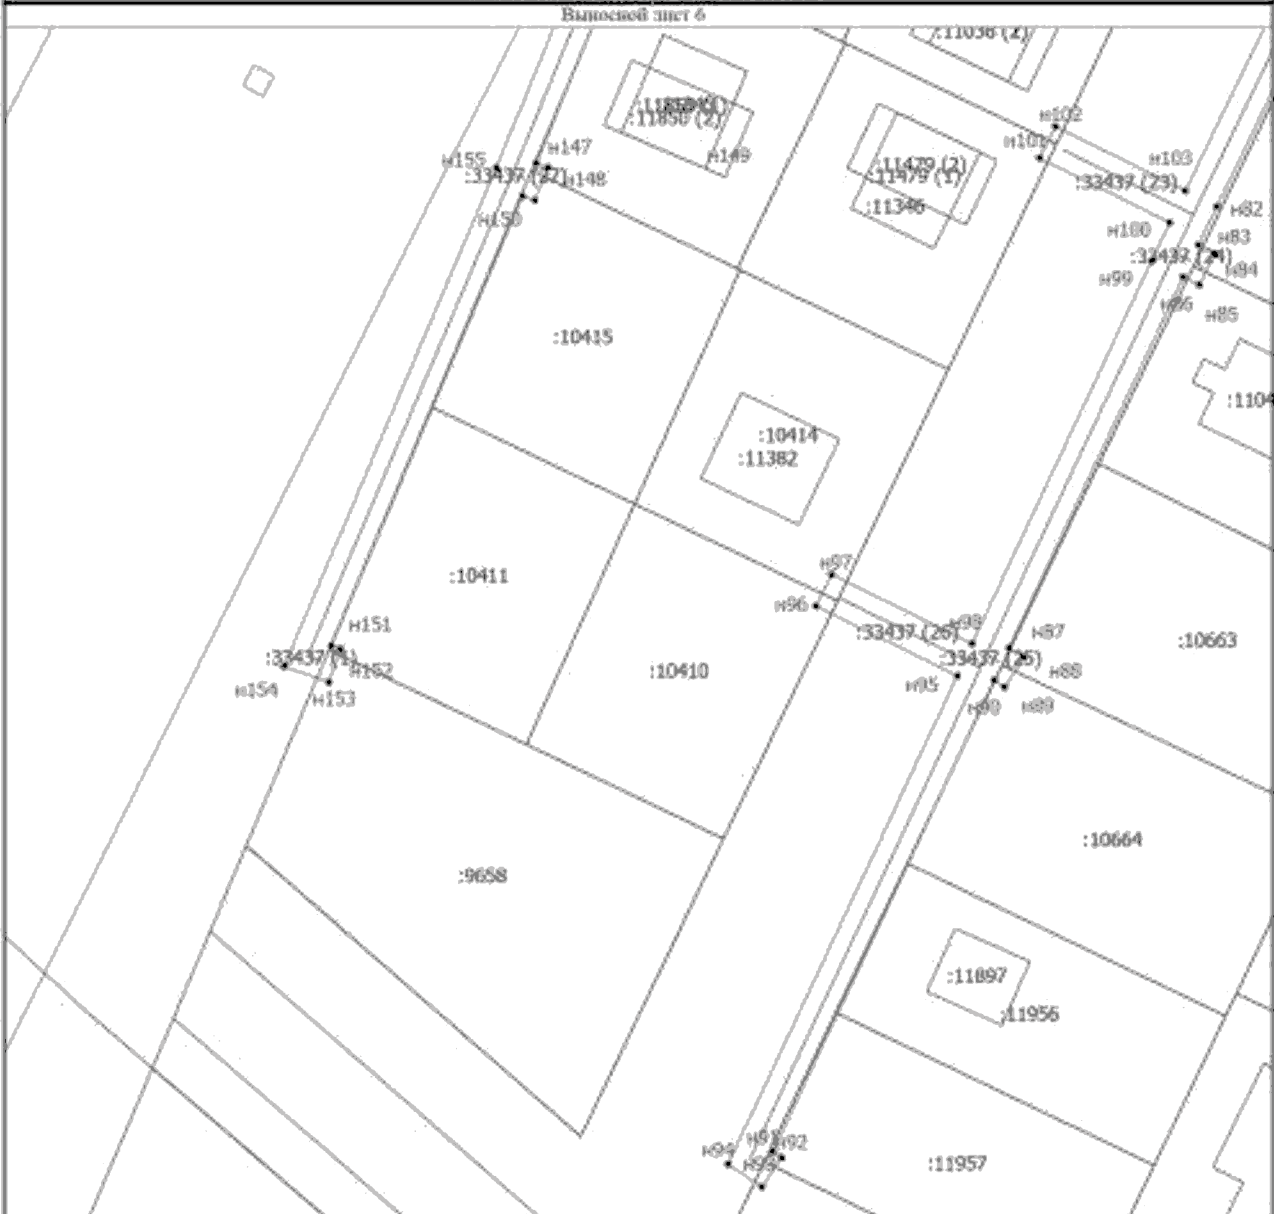 Выносной лист 6
:11038 (2)
:11850 (2)
н149
н102
н101
:11479 (2)
:11479 (1)
:11346
н103
:33437 (23)
н155
н147
:33437 (27)
н148
н150
н100
н82
н83
:33437 (24)
н84
н99
н86
н85
:10415
:1104
:10414
:11382
н97
:10411
н96
:33437 (26)
н98
н87
:10663
н151
:33437 (1)
н152
н154
н153
:10410
:33437 (25)
н88
н95
н90
н89
:10664
:9658
:11897
:11956
н91
н92
н94
н93
:11957